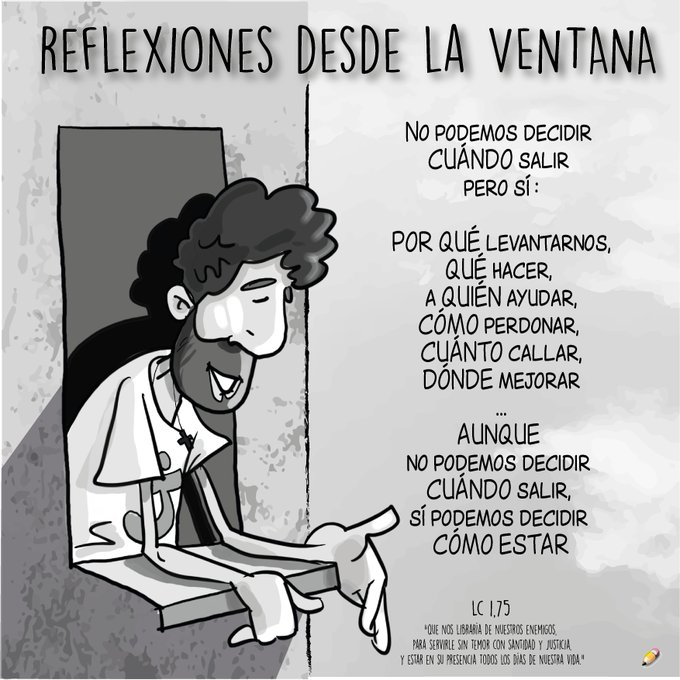 REFLEXIONES DESDE LA VENTANA
NO PODEMOS DECIDIR
CUÁNDO SALIR
PERO SÍ:
POR QUÉ LEVANTARNOS,
QUÉ HACER,
A QUIÉN AYUDAR,
CÓMO PERDONAR,
CUÁNTO CALLAR,
DÓNDE MEJORAR
...
AUNQUE
NO PODEMOS DECIDIR
CUÁNDO SALIR,
SÍ PODEMOS DECIDIR
CÓMO ESTAR
LC 1,75
"QUE NOS LIBRARÍA DE NUESTROS ENEMIGOS,
PARA SERVIRLE SIN TEMOR CON SANTIDAD Y JUSTICIA,
Y ESTAR EN SU PRESENCIA TODOS LOS DÍAS DE NUESTRA VIDA."